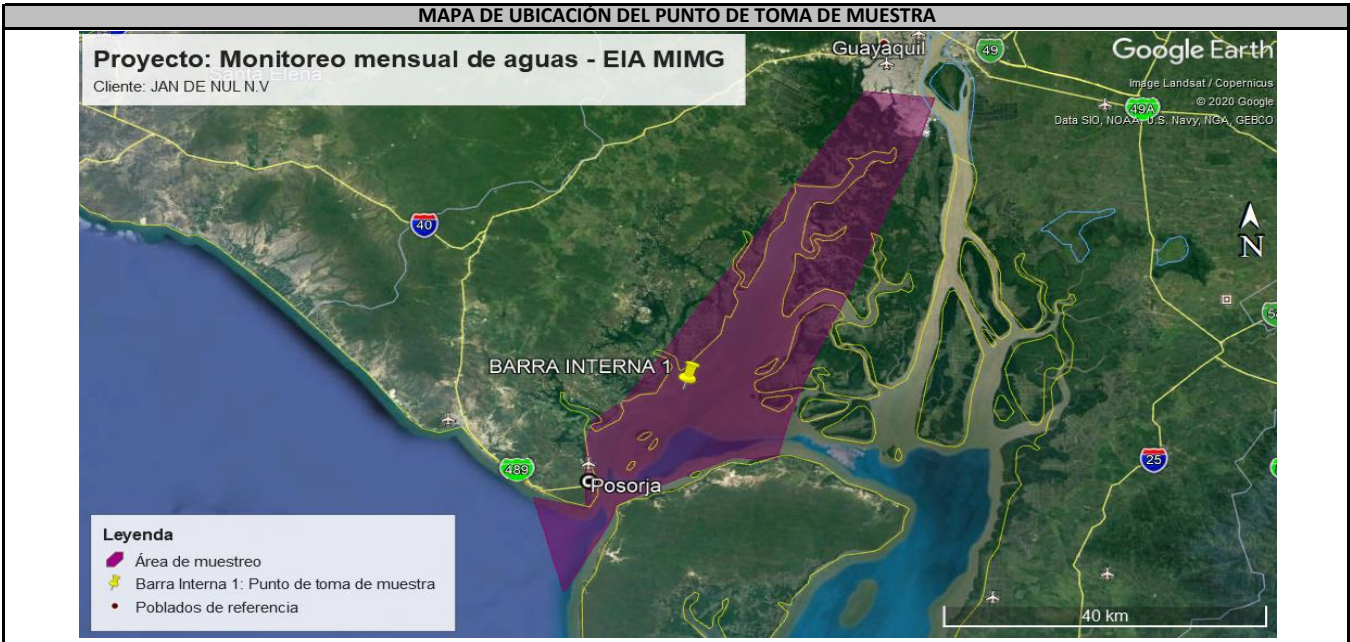 MAPA DE UBICACIÓN DEL PUNTO DE TOMA DE MUESTRA
Proyecto: Monitoreo mensual de aguas - EIA MIMG
Santa Elena
Cliente: JAN DE NUL N.V
Guayaquil
49
Google Earth
Image Landsat / Copernicus
© 2020 Google
49A
Data SIO, NOAA, U.S. Navy, NGA, GEBCO
40
N
BARRA INTERNA 1
489
25
Posorja
Leyenda
Área de muestreo
Barra Interna 1: Punto de toma de muestra
Poblados de referencia
40 km